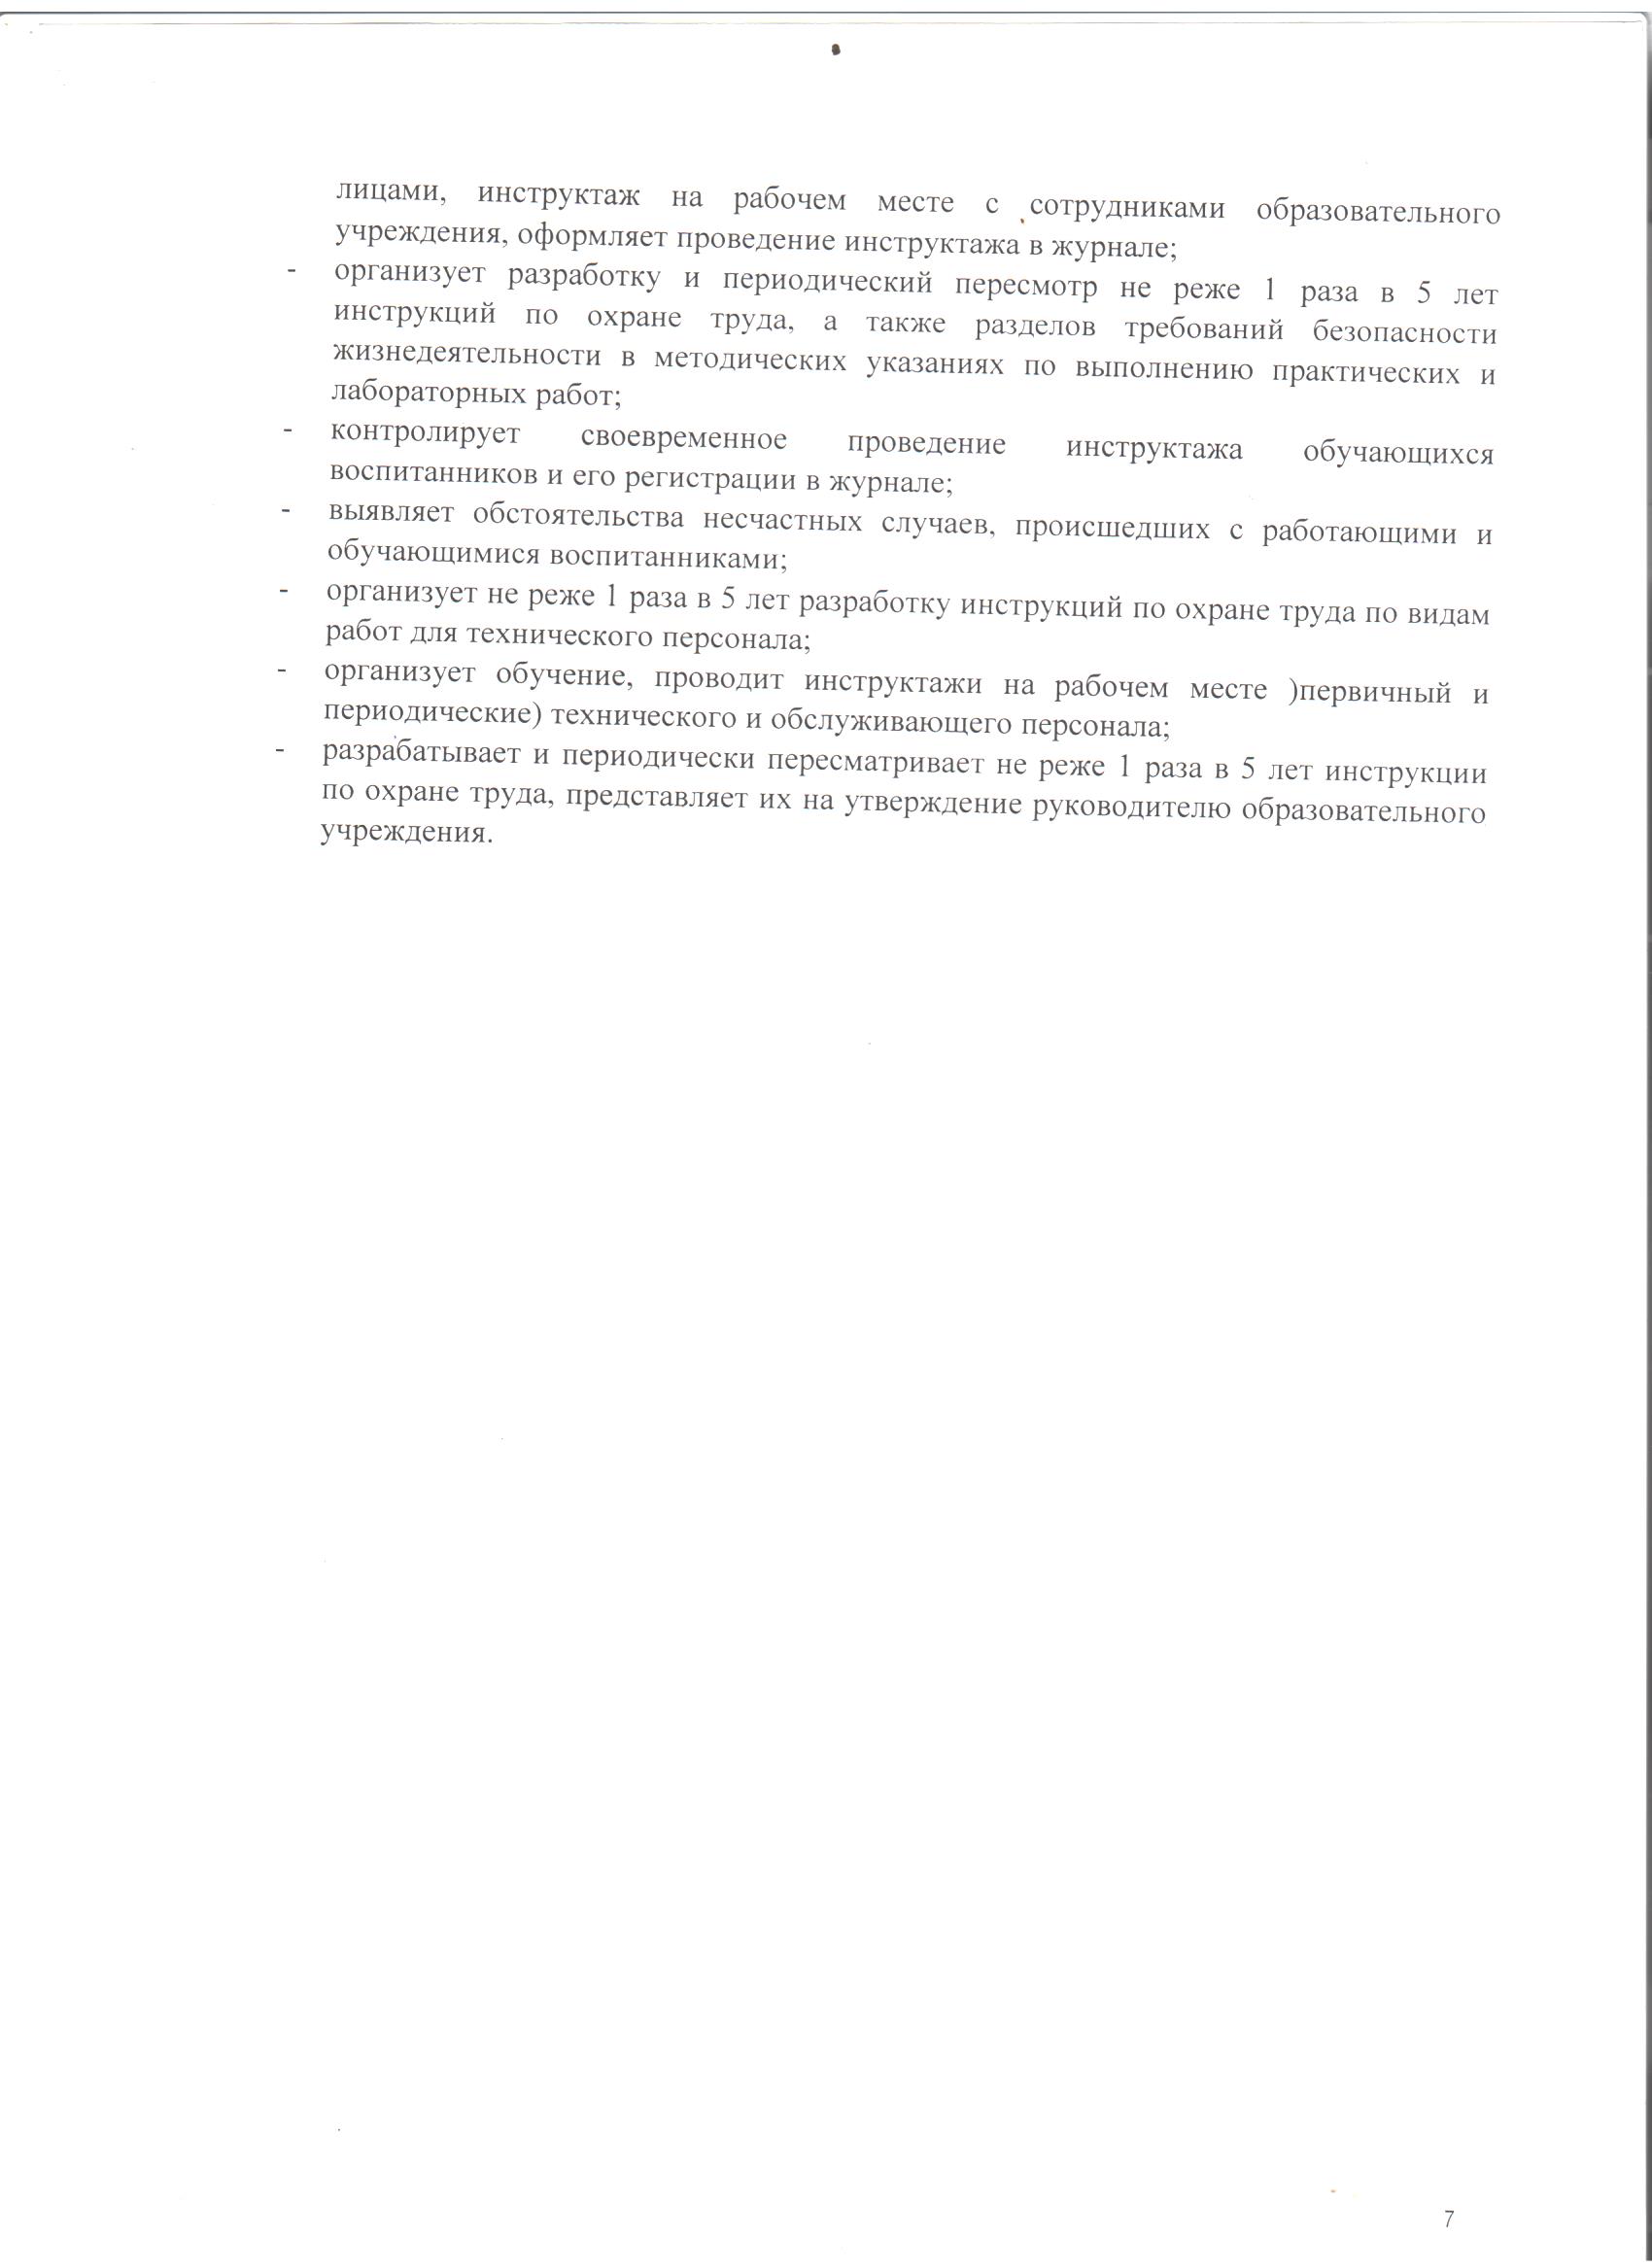 лицами, инструктаж на рабочем месте с сотрудниками образовательного
учреждения, оформляет проведение инструктажа в журнале;
- организует разработку и периодический пересмотр не реже 1 раза в 5 лет
инструкций по охране труда, а также разделов требований безопасности
жизнедеятельности в методических указаниях по выполнению практических и
лабораторных работ;
- контролирует своевременное проведение инструктажа обучающихся
воспитанников и его регистрации в журнале;
- выявляет обстоятельства несчастных случаев, происшедших с работающими и
обучающимися воспитанниками;
- организует не реже 1 раза в 5 лет разработку инструкций по охране труда по видам
работ для технического персонала;
- организует обучение, проводит инструктажи на рабочем месте )первичный и
периодические) технического и обслуживающего персонала;
- разрабатывает и периодически пересматривает не реже 1 раза в 5 лет инструкции
по охране труда, представляет их на утверждение руководителю образовательного
учреждения.
7